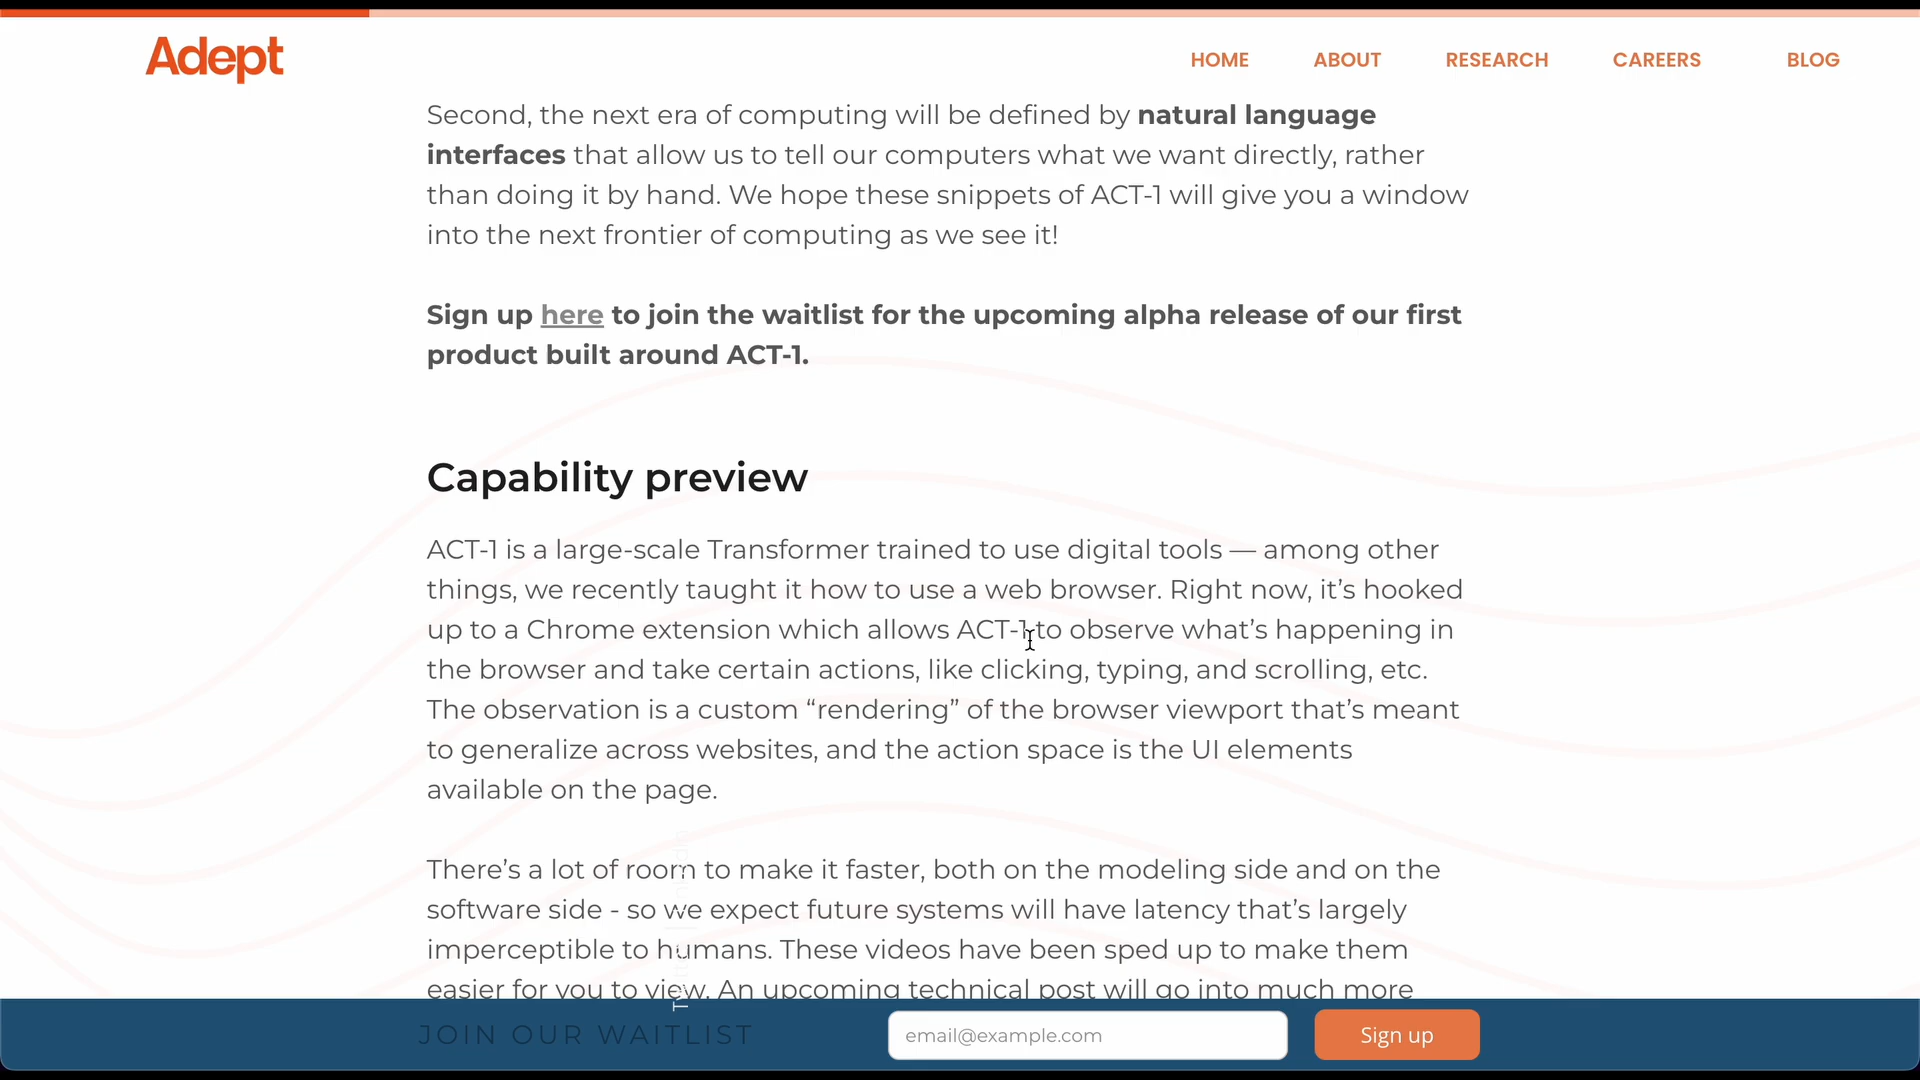 Adept
HOME ABOUT RESEARCH CAREERS BLOG
Second, the next era of computing will be defined by natural language
interfaces that allow us to tell our computers what we want directly, rather
than doing it by hand. We hope these snippets of ACT-1 will give you a window
into the next frontier of computing as we see it!
Sign up here to join the waitlist for the upcoming alpha release of our first
product built around ACT-1.
Capability preview
ACT-1 is a large-scale Transformer trained to use digital tools — among other
things, we recently taught it how to use a web browser. Right now, it’s hooked
up to a Chrome extension which allows ACT-1 to observe what’s happening in
the browser and take certain actions, like clicking, typing, and scrolling, etc.
The observation is a custom “rendering” of the browser viewport that’s meant
to generalize across websites, and the action space is the UI elements
available on the page.
There’s a lot of room to make it faster, both on the modeling side and on the
software side - so we expect future systems will have latency that’s largely
imperceptible to humans. These videos have been sped up to make them
easier for you to view. An upcoming technical post will go into much more
JOIN OUR WAITLIST
email@example.com
Sign up